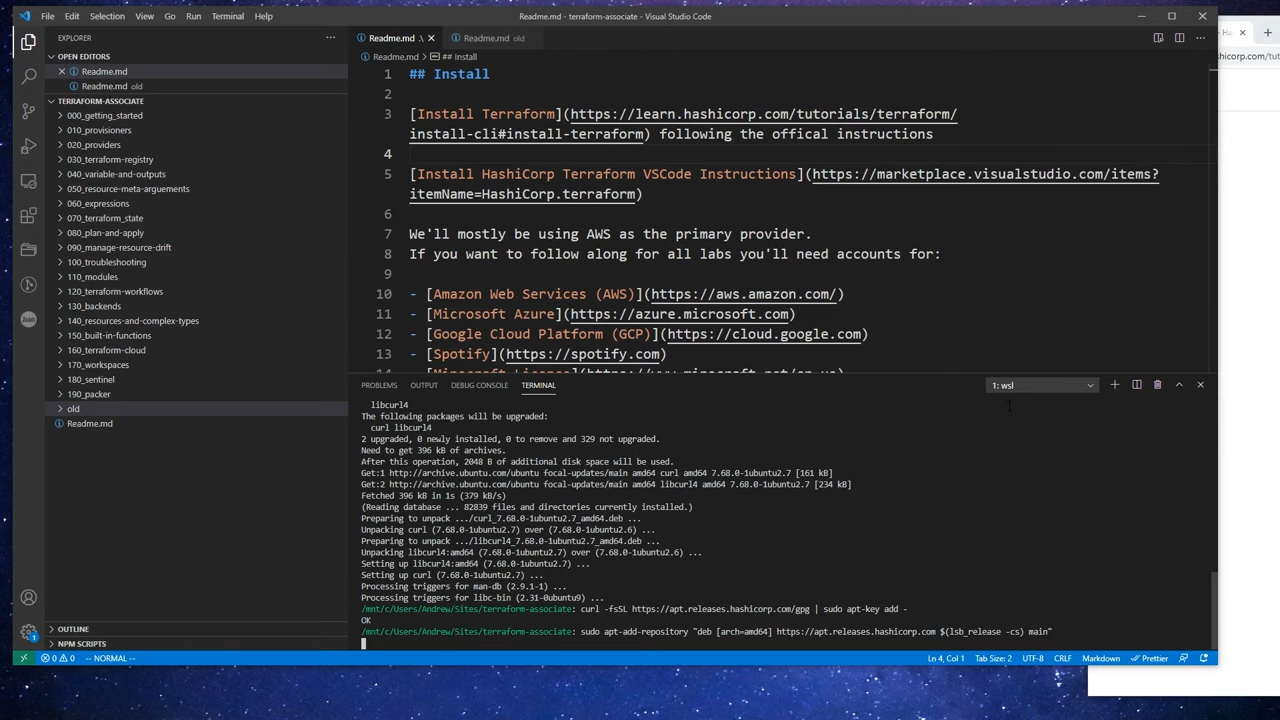 File Edit Selection View Go Run Terminal Help
Readme.md - terraform-associate - Visual Studio Code
EXPLORER
OPEN EDITORS
Readme.md
Readme.md old
TERRAFORM-ASSOCIATE
000_getting_started
010_provisioners
020_providers
030_terraform-registry
040_variable-and-outputs
050_resource-meta-arguements
060_expressions
070_terraform_state
080_plan-and-apply
090_manage-resource-drift
100_troubleshooting
110_modules
120_terraform-workflows
130_backends
140_resources-and-complex-types
150_built-in-functions
160_terraform-cloud
170_workspaces
180_sentinel
190_packer
old
Readme.md
OUTLINE
NPM SCRIPTS
Readme.md .\ Readme.md old
Readme.md > ## Install
1 ## Install
2
3 [Install Terraform](https://learn.hashicorp.com/tutorials/terraform/
install-cli#install-terraform) following the offical instructions
4
5 [Install HashiCorp Terraform VSCode Instructions](https://marketplace.visualstudio.com/items?
itemName=HashiCorp.terraform)
6
7 We'll mostly be using AWS as the primary provider.
8 If you want to follow along for all labs you'll need accounts for:
9
10 - [Amazon Web Services (AWS)](https://aws.amazon.com/)
11 - [Microsoft Azure](https://azure.microsoft.com)
12 - [Google Cloud Platform (GCP)](https://cloud.google.com)
13 - [Spotify](https://spotify.com)
PROBLEMS OUTPUT DEBUG CONSOLE TERMINAL
1: wsl
libcurl4
The following packages will be upgraded:
curl libcurl4
2 upgraded, 0 newly installed, 0 to remove and 329 not upgraded.
Need to get 396 kB of archives.
After this operation, 2048 B of additional disk space will be used.
Get:1 http://archive.ubuntu.com/ubuntu focal-updates/main amd64 curl amd64 7.68.0-1ubuntu2.7 [161 kB]
Get:2 http://archive.ubuntu.com/ubuntu focal-updates/main amd64 libcurl4 amd64 7.68.0-1ubuntu2.7 [234 kB]
Fetched 396 kB in 1s (379 kB/s)
(Reading database ... 82839 files and directories currently installed.)
Preparing to unpack .../curl_7.68.0-1ubuntu2.7_amd64.deb ...
Unpacking curl (7.68.0-1ubuntu2.7) over (7.68.0-1ubuntu2.6) ...
Preparing to unpack .../libcurl4_7.68.0-1ubuntu2.7_amd64.deb ...
Unpacking libcurl4:amd64 (7.68.0-1ubuntu2.7) over (7.68.0-1ubuntu2.6) ...
Setting up libcurl4:amd64 (7.68.0-1ubuntu2.7) ...
Setting up curl (7.68.0-1ubuntu2.7) ...
Processing triggers for man-db (2.9.1-1) ...
Processing triggers for libc-bin (2.31-0ubuntu9) ...
/mnt/c/Users/Andrew/Sites/terraform-associate: curl -fsSL https://apt.releases.hashicorp.com/gpg | sudo apt-key add -
OK
/mnt/c/Users/Andrew/Sites/terraform-associate: sudo apt-add-repository "deb [arch=amd64] https://apt.releases.hashicorp.com $(lsb_release -cs) main"
0 0 -- NORMAL --
Ln 4, Col 1 Tab Size: 2 UTF-8 CRLF Markdown Prettier
json
1
hicorp.com/tut